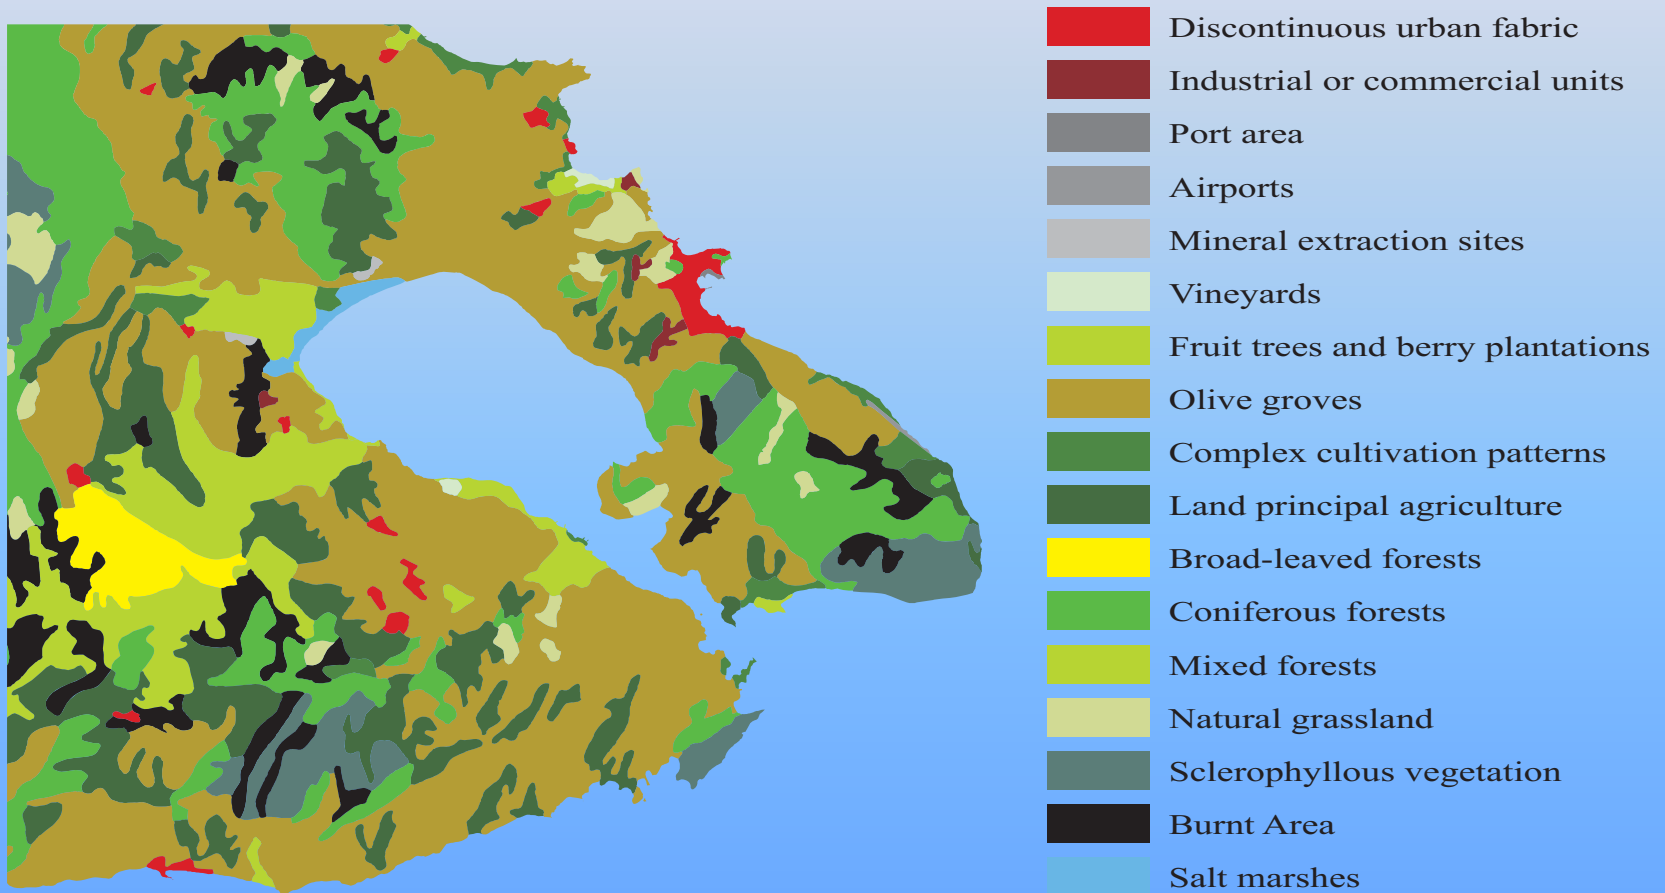 Discontinuous urban fabric
Industrial or commercial units
Port area
Airports
Mineral extraction sites
Vineyards
Fruit trees and berry plantations
Olive groves
Complex cultivation patterns
Land principal agriculture
Broad-leaved forests
Coniferous forests
Mixed forests
Natural grassland
Sclerophyllous vegetation
Burnt Area
Salt marshes